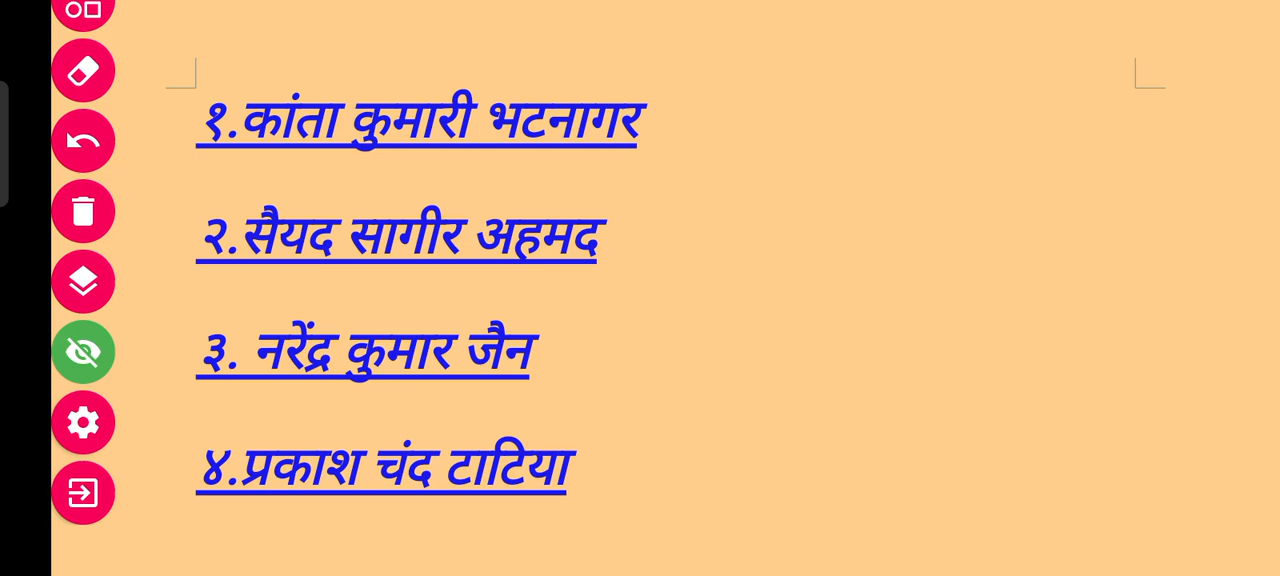 १.कांता कुमारी भटनागर
२.सैयद सागीर अहमद
३. नरेंद्र कुमार जैन
४.प्रकाश चंद टाटिया